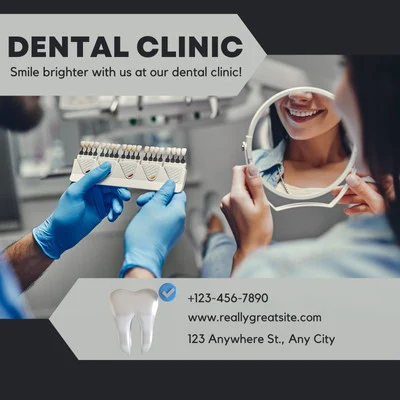 DENTAL CLINIC
Smile brighter with us at our dental clinic!
+123-456-7890
www.reallygreatsite.com
123 Anywhere St., Any City